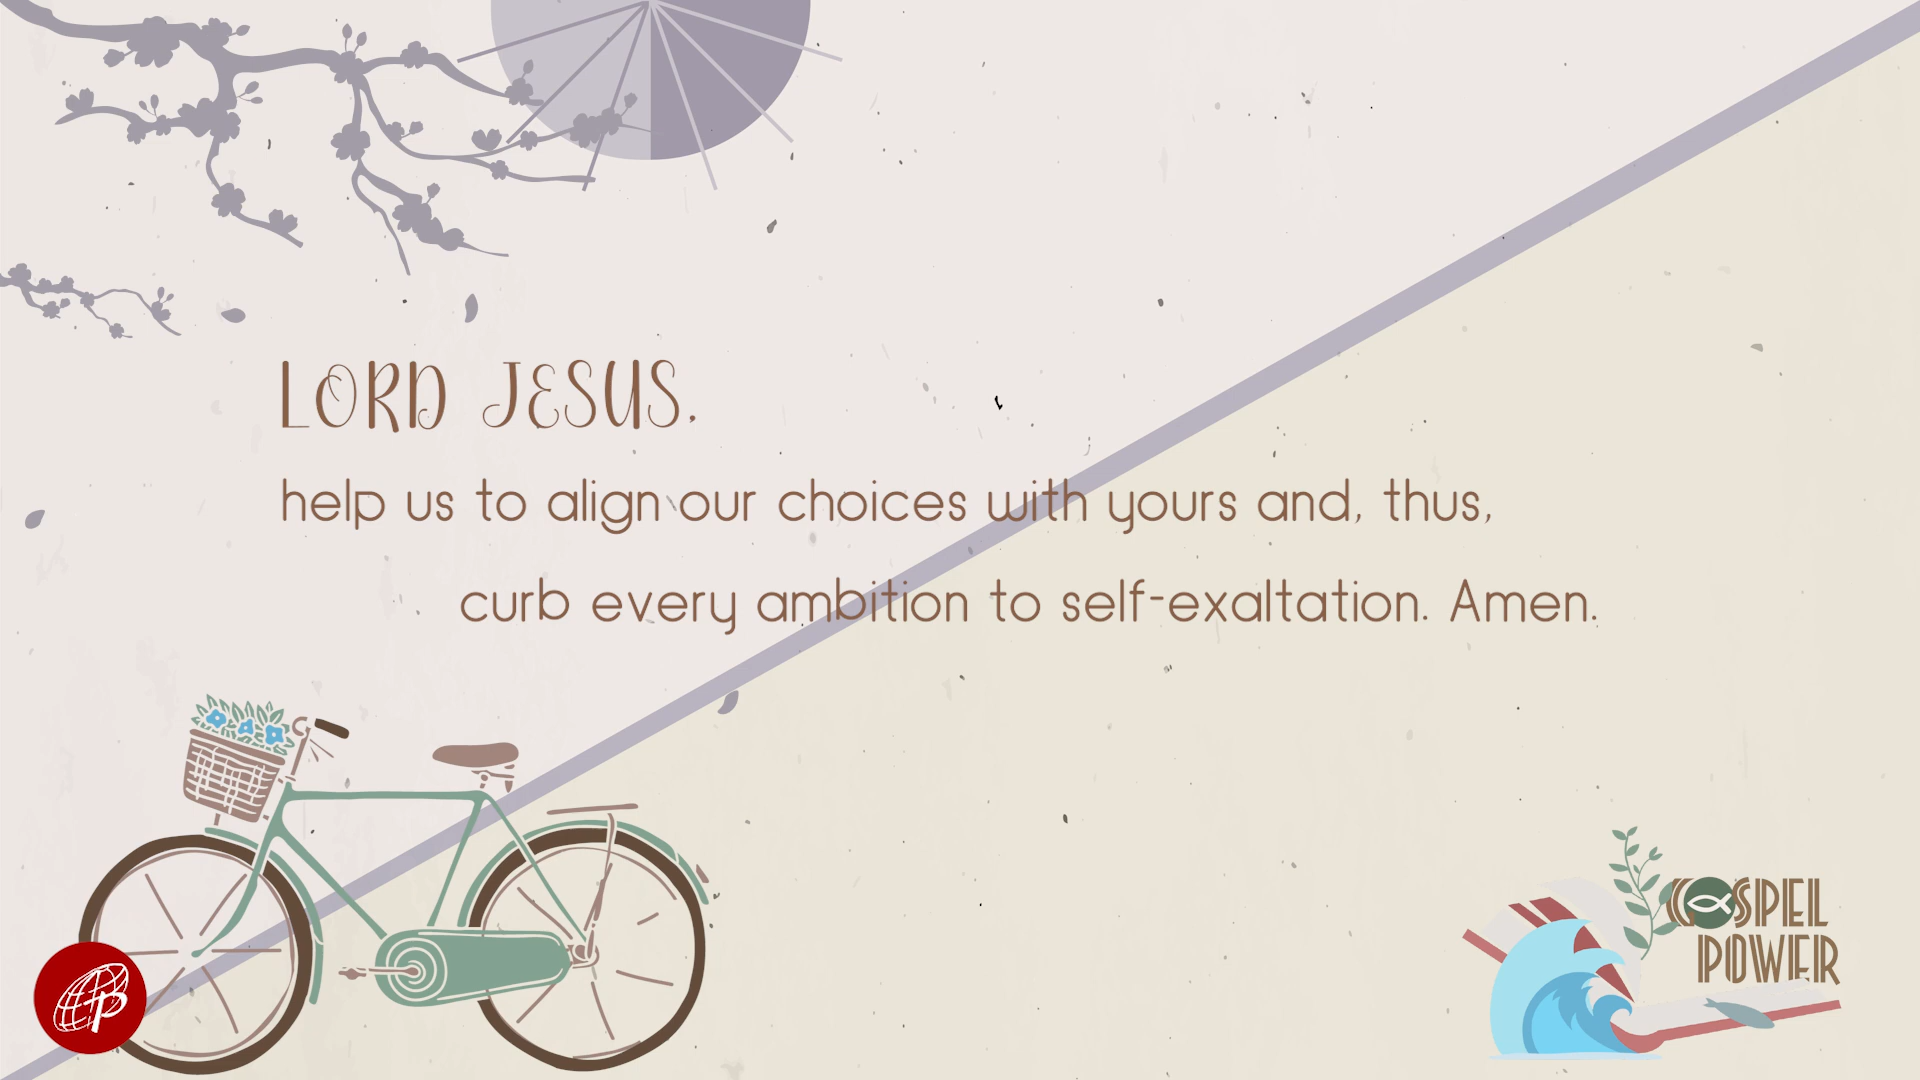 LORD JESUS,
help us to align our choices with yours and, thus,
curb every ambition to self-exaltation. Amen.
GOSPEL
POWER